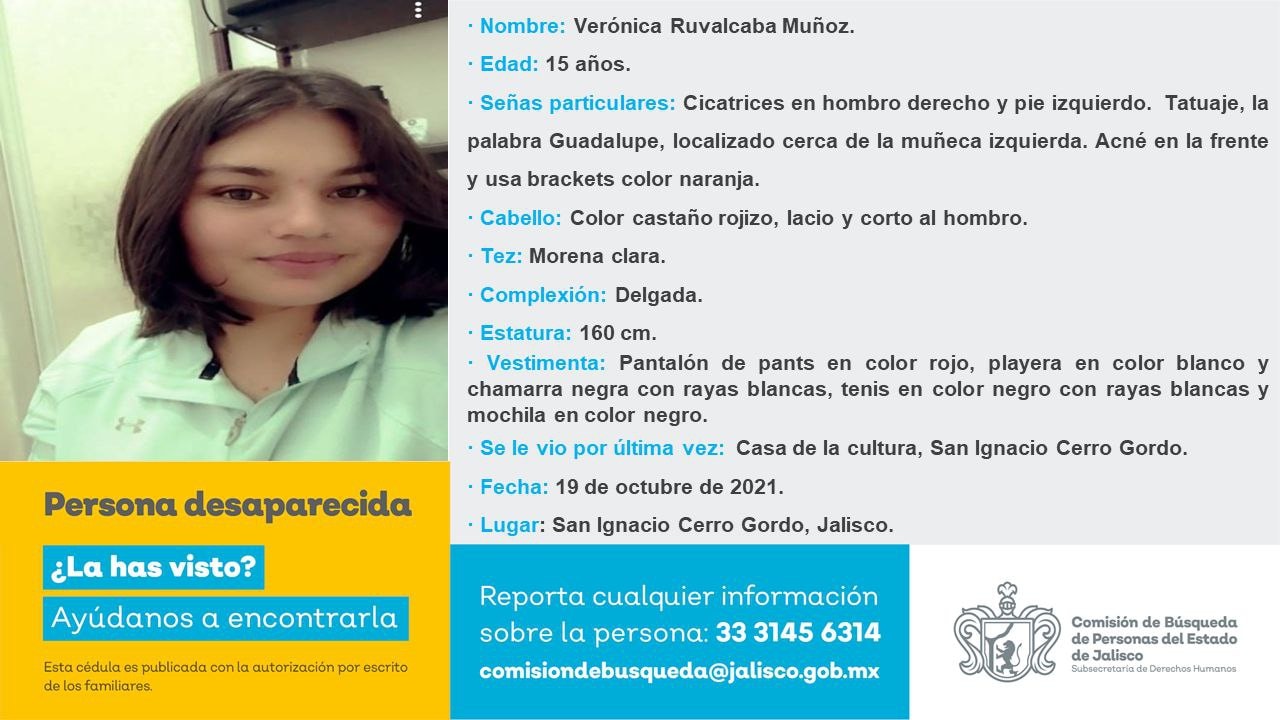 · Nombre: Verónica Ruvalcaba Muñoz.
· Edad: 15 años.
· Señas particulares: Cicatrices en hombro derecho y pie izquierdo. Tatuaje, la
palabra Guadalupe, localizado cerca de la muñeca izquierda. Acné en la frente
y usa brackets color naranja.
· Cabello: Color castaño rojizo, lacio y corto al hombro.
· Tez: Morena clara.
· Complexión: Delgada.
· Estatura: 160 cm.
· Vestimenta: Pantalón de pants en color rojo, playera en color blanco y
chamarra negra con rayas blancas, tenis en color negro con rayas blancas y
mochila en color negro.
· Se le vio por última vez: Casa de la cultura, San Ignacio Cerro Gordo.
· Fecha: 19 de octubre de 2021.
· Lugar: San Ignacio Cerro Gordo, Jalisco.
Persona desaparecida
¿La has visto?
Ayúdanos a encontrarla
Esta cédula es publicada con la autorización por escrito
de los familiares.
Reporta cualquier información
sobre la persona: 33 3145 6314
comisiondebusqueda@jalisco.gob.mx
Comisión de Búsqueda
de Personas del Estado
de Jalisco
Subsecretaría de Derechos Humanos